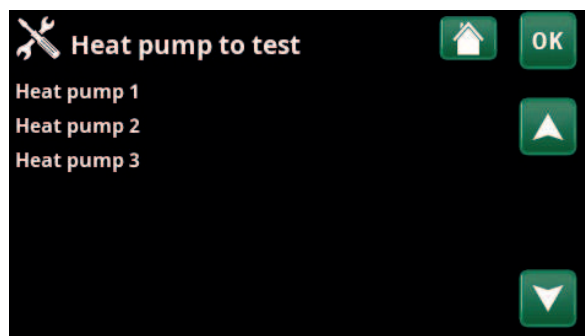 Heat pump to test
OK
Heat pump 1
Heat pump 2
Heat pump 3